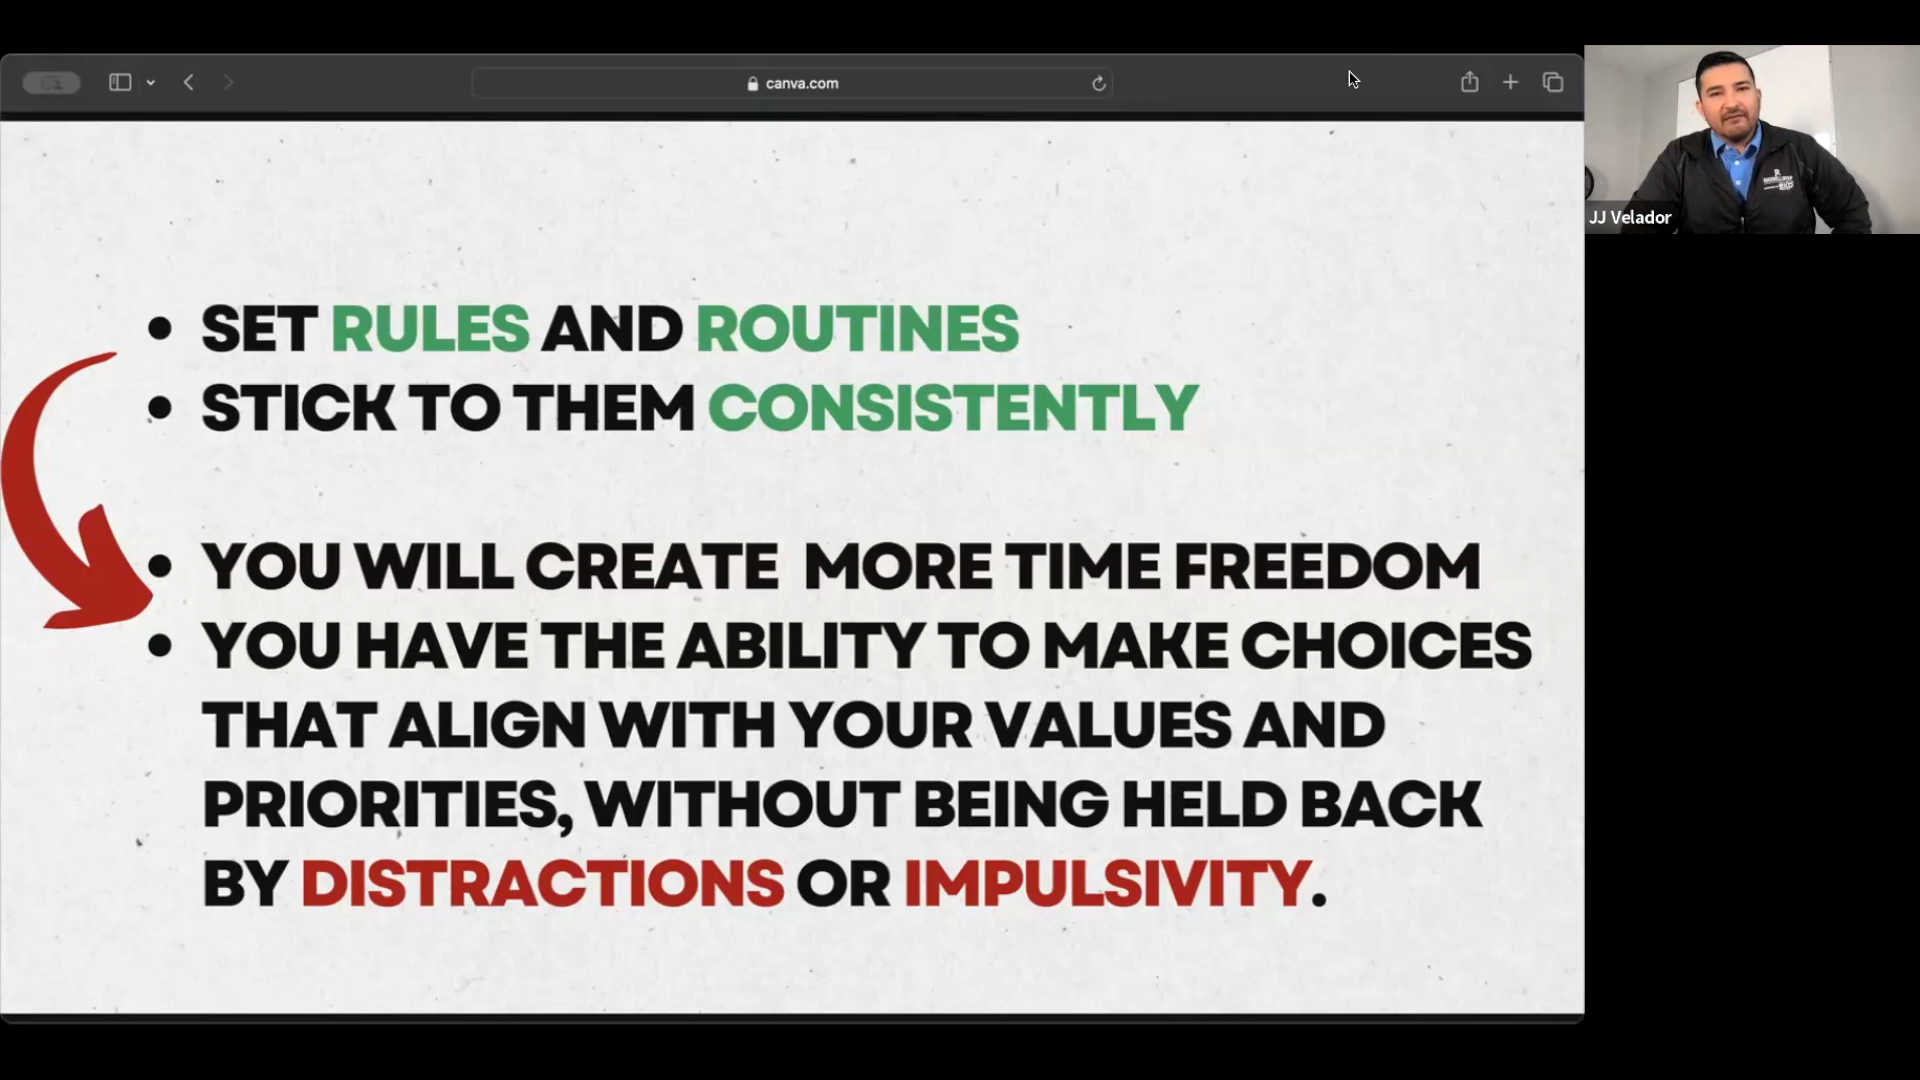 canva.com
JJ Velador
• SET RULES AND ROUTINES
• STICK TO THEM CONSISTENTLY
• YOU WILL CREATE MORE TIME FREEDOM
• YOU HAVE THE ABILITY TO MAKE CHOICES
THAT ALIGN WITH YOUR VALUES AND
PRIORITIES, WITHOUT BEING HELD BACK
BY DISTRACTIONS OR IMPULSIVITY.